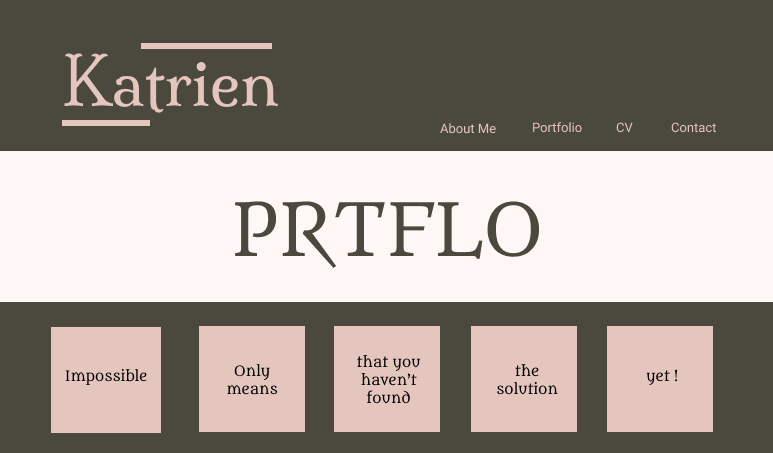 Katrien
About Me Portfolio CV Contact
PRTFLO
Impossible
Only
means
that you
haven't
found
the
solution
yet !